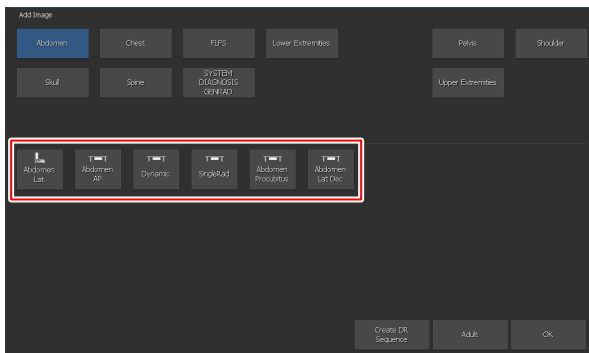 Add Image
Abdomen
Chest
FLFS
Lower Extremities
Pelvis
Shoulder
Skull
Spine
SYSTEM
DIAGNOSIS
GENRAD
Upper Extremities
Abdomen
Lat
Abdomen
AP
Dynamic
SingleRad
Abdomen
Procubitus
Abdomen
Lat Dec
Create DR
Sequence
Adult
OK